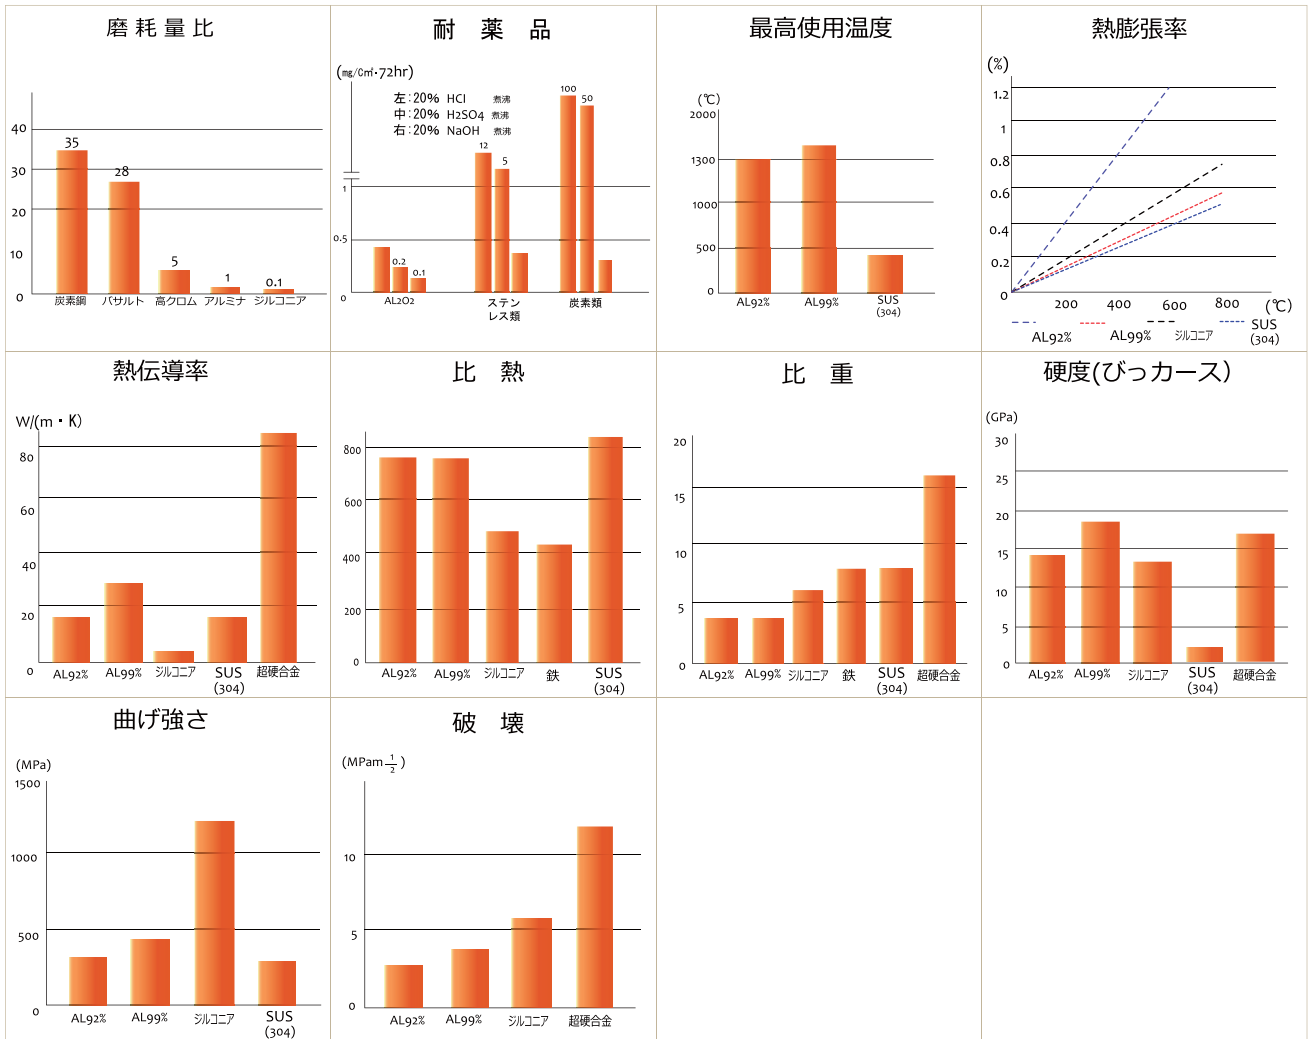 磨 耗 量 比
40
30
20
10
0
35
28
5
1
0.1
炭素鋼
バサルト
高クロム
アルミナ
ジルコニア
耐 薬 品
(mg/C㎡・72hr)
左：20% HCl 煮沸
中：20% H2SO4 煮沸
右：20% NaOH 煮沸
1
0.5
0
0.2
0.1
12
5
100
50
AL2O2
ステン
レス類
炭素類
最高使用温度
(℃)
2000
1300
1000
500
0
AL92%
AL99%
SUS
(304)
熱膨張率
(%)
1.2
1
0.8
0.6
0.4
0.2
0
200
400
600
800
(℃)
AL92%
AL99%
ジルコニア
SUS
(304)
熱伝導率
W/(m・K)
80
60
40
20
0
AL92%
AL99%
ジルコニア
SUS
(304)
超硬合金
比 熱
800
600
400
200
0
AL92%
AL99%
ジルコニア
鉄
SUS
(304)
比 重
20
15
10
5
0
AL92%
AL99%
ジルコニア
鉄
SUS
(304)
超硬合金
硬度(びっカース）
(GPa)
30
25
20
15
10
5
0
AL92%
AL99%
ジルコニア
SUS
(304)
超硬合金
曲げ強さ
(MPa)
1500
1000
500
0
AL92%
AL99%
ジルコニア
SUS
(304)
破 壊
(MPam 1/2 )
10
5
0
AL92%
AL99%
ジルコニア
超硬合金